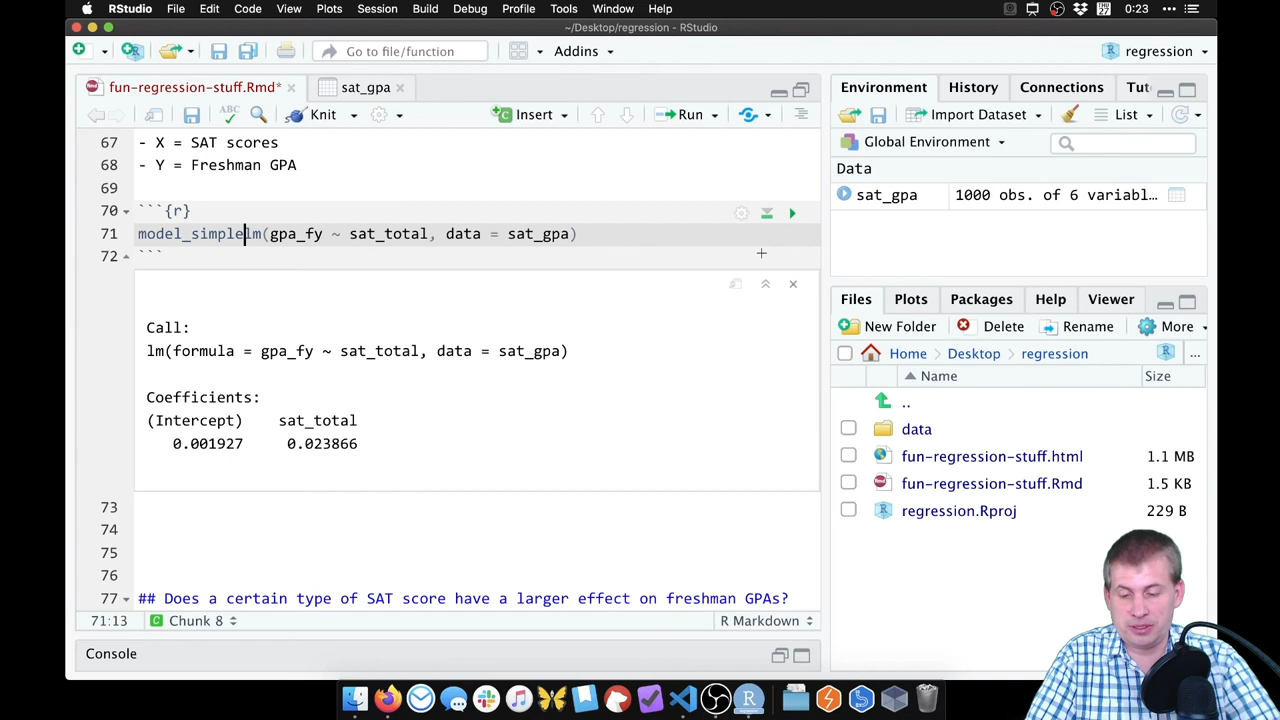 RStudio File Edit Code View Plots Session Build Debug Profile Tools Window Help THU 27 0:23
~/Desktop/regression - RStudio
Go to file/function Addins regression
fun-regression-stuff.Rmd* sat_gpa
Environment History Connections Tut
ABC Knit Insert Run
Import Dataset List
Global Environment
Data
sat_gpa 1000 obs. of 6 variabl…
67 - X = SAT scores
68 - Y = Freshman GPA
69
70 ```{r}
71 model_simplelm(gpa_fy ~ sat_total, data = sat_gpa)
72 ```
Call:
lm(formula = gpa_fy ~ sat_total, data = sat_gpa)
Coefficients:
(Intercept) sat_total
0.001927 0.023866
73
74
75
76
77 ## Does a certain type of SAT score have a larger effect on freshman GPAs?
71:13 Chunk 8 R Markdown
Console
Files Plots Packages Help Viewer
New Folder Delete Rename More
Home Desktop regression ...
Name Size
..
data
fun-regression-stuff.html 1.1 MB
fun-regression-stuff.Rmd 1.5 KB
regression.Rproj 229 B